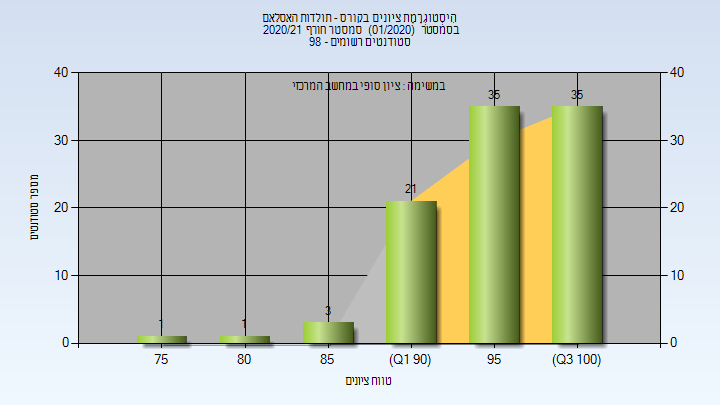 הִיסְטוֹגְרָמַת ציונים בקורס - תולדות האסלאם
בסמסטר (01/2020) סמסטר חורף 2020/21
סטודנטים רשומים - 98
במשימה : ציון סופי במחשב המרכזי
40 40
30 30
20 20
10 10
0 0
1 1 3 21 35 35
מספר סטודנטים
75 80 85 (Q1 90) 95 (Q3 100)
טווח ציונים